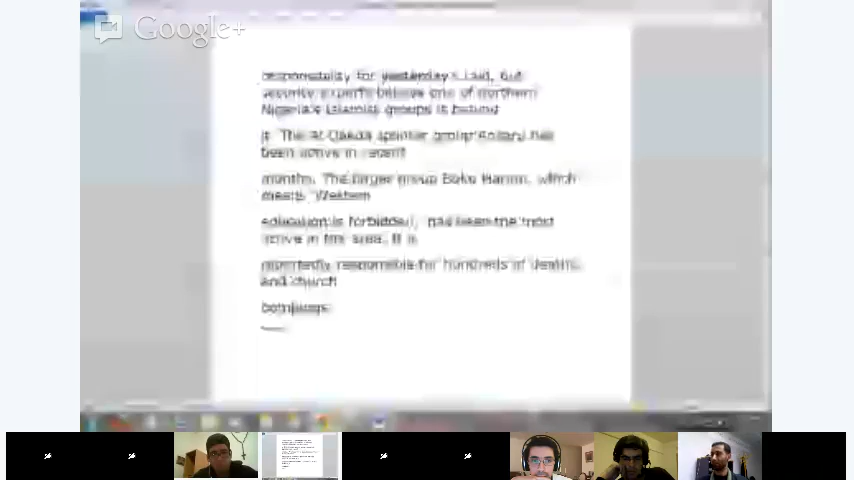 Google+
responsibility for yesterday's raid, but
security experts believe one of northern
Nigeria's Islamist groups is behind
it. The Al Qaeda splinter group Ansaru has
been active in recent
months. The larger group Boko Haram, which
means "Western
education is forbidden," has been the most
active in the area. It is
reportedly responsible for hundreds of deaths,
and church
bombings